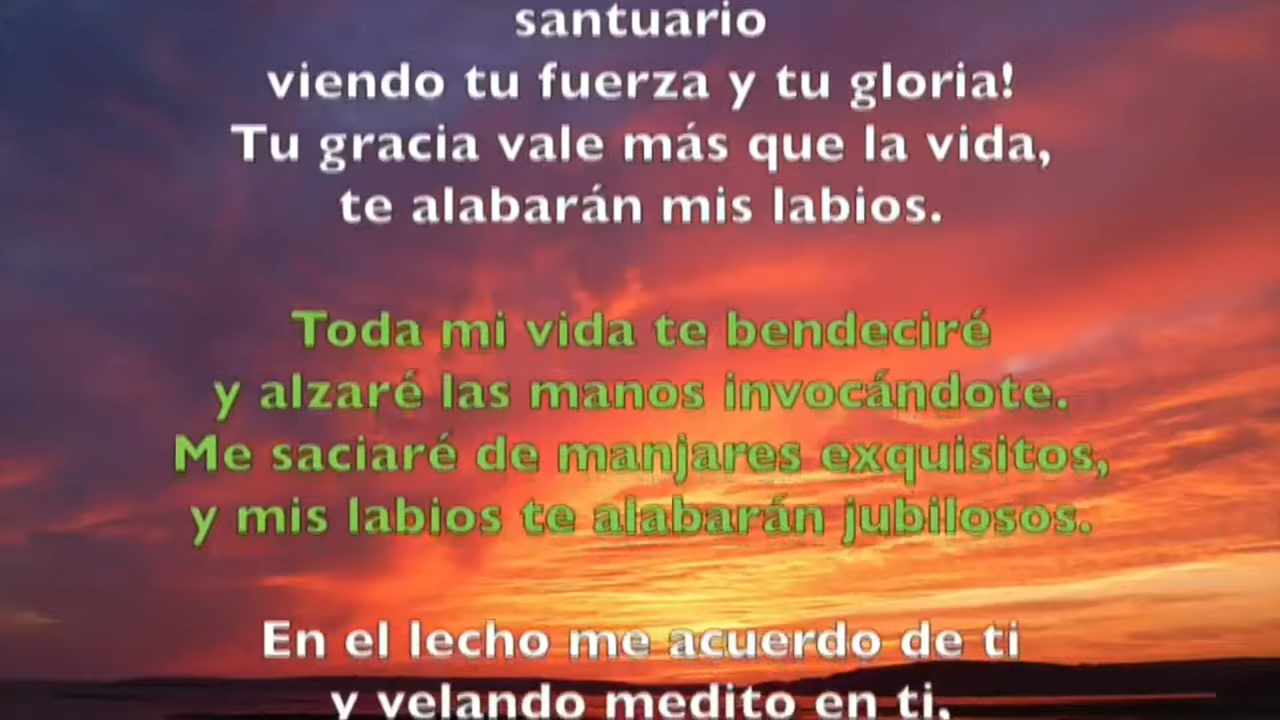 santuario
viendo tu fuerza y tu gloria!
Tu gracia vale más que la vida,
te alabarán mis labios.
Toda mi vida te bendeciré
y alzaré las manos invocándote.
Me saciaré de manjares exquisitos,
y mis labios te alabarán jubilosos.
En el lecho me acuerdo de ti
y velando medito en ti,